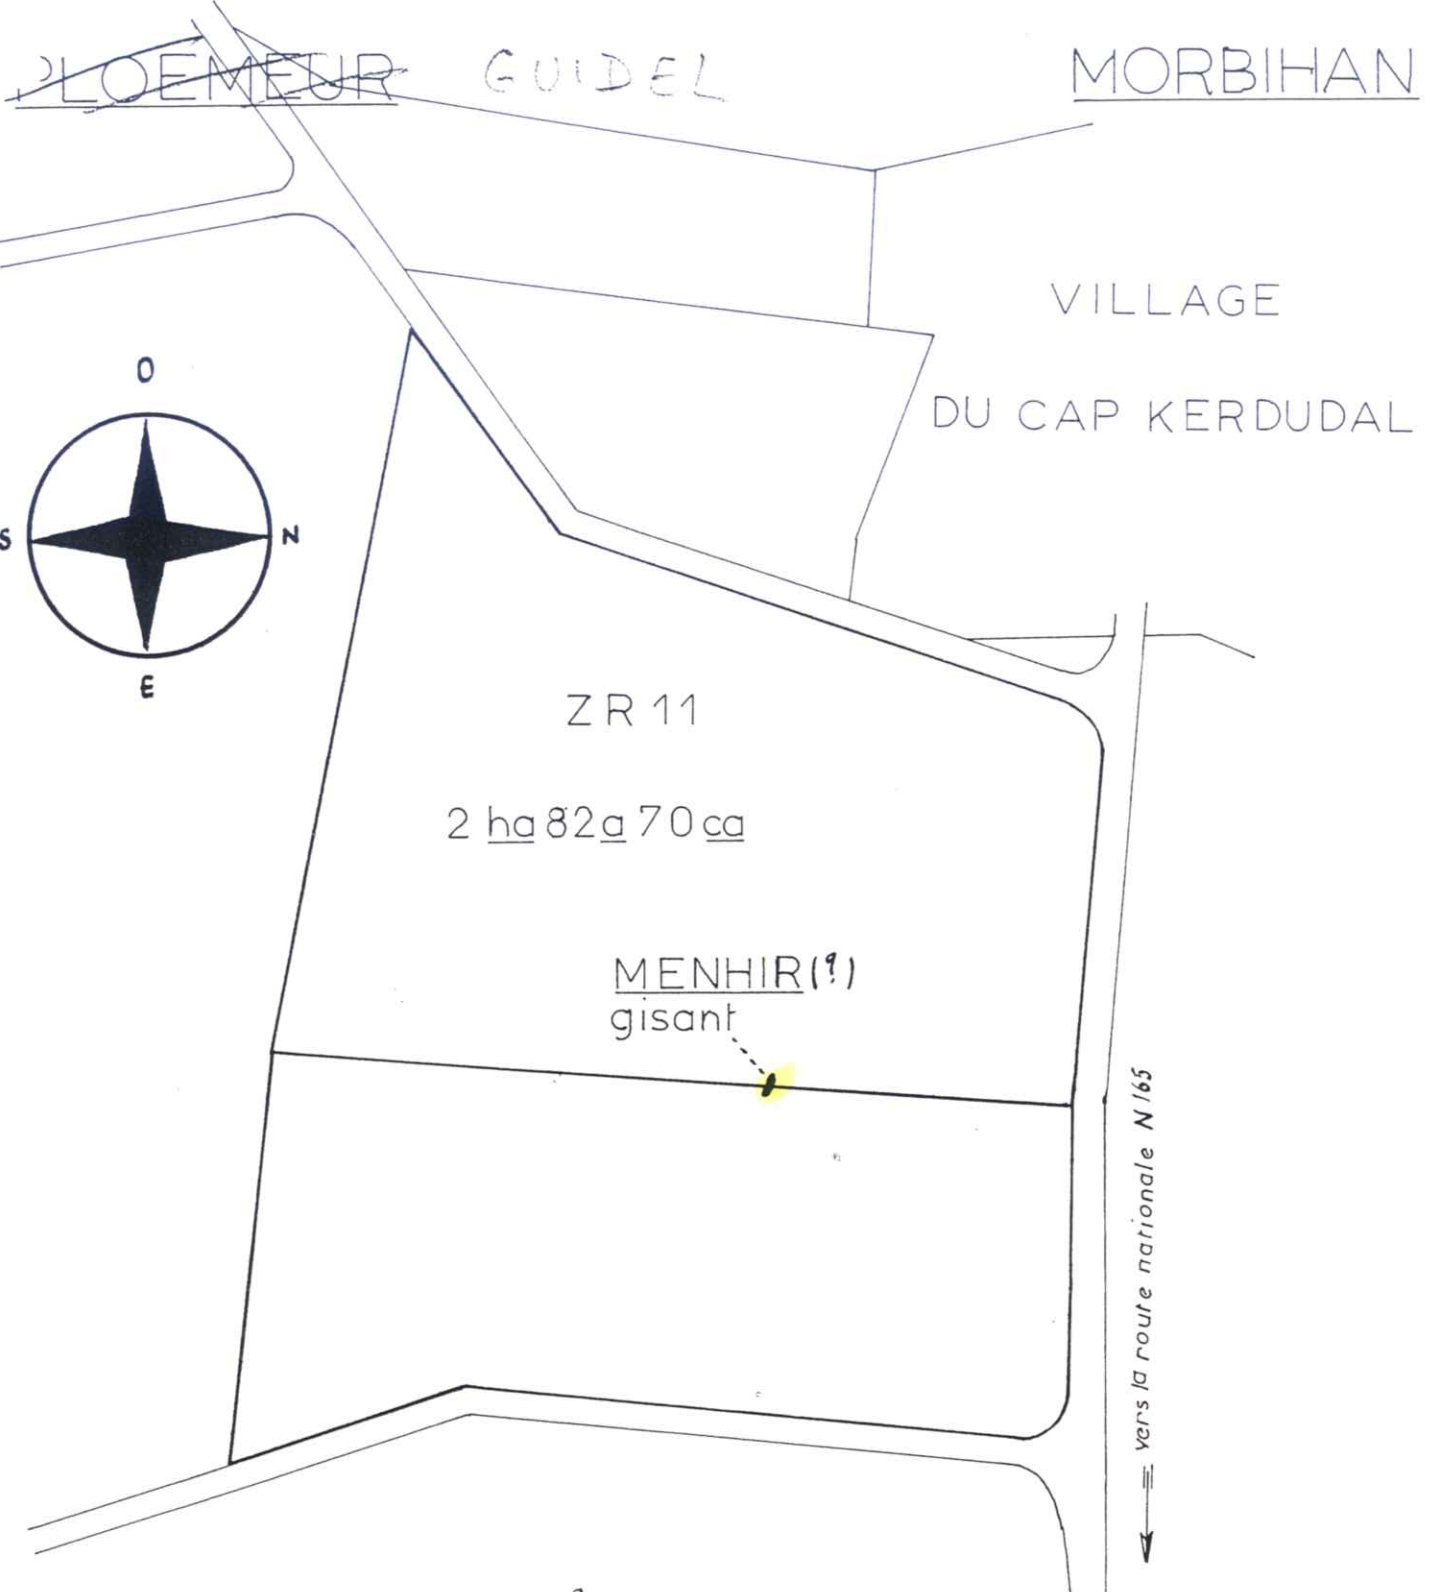 PLOEMEUR GUIDEL MORBIHAN
VILLAGE
DU CAP KERDUDAL
O
S N
E
ZR 11
2 ha 82 a 70 ca
MENHIR (?)
gisant
vers la route nationale N 165